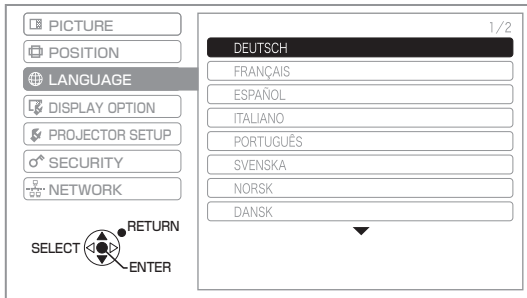 PICTURE
POSITION
LANGUAGE
DISPLAY OPTION
PROJECTOR SETUP
SECURITY
NETWORK
RETURN
SELECT
ENTER
1/2
DEUTSCH
FRANÇAIS
ESPAÑOL
ITALIANO
PORTUGUÊS
SVENSKA
NORSK
DANSK